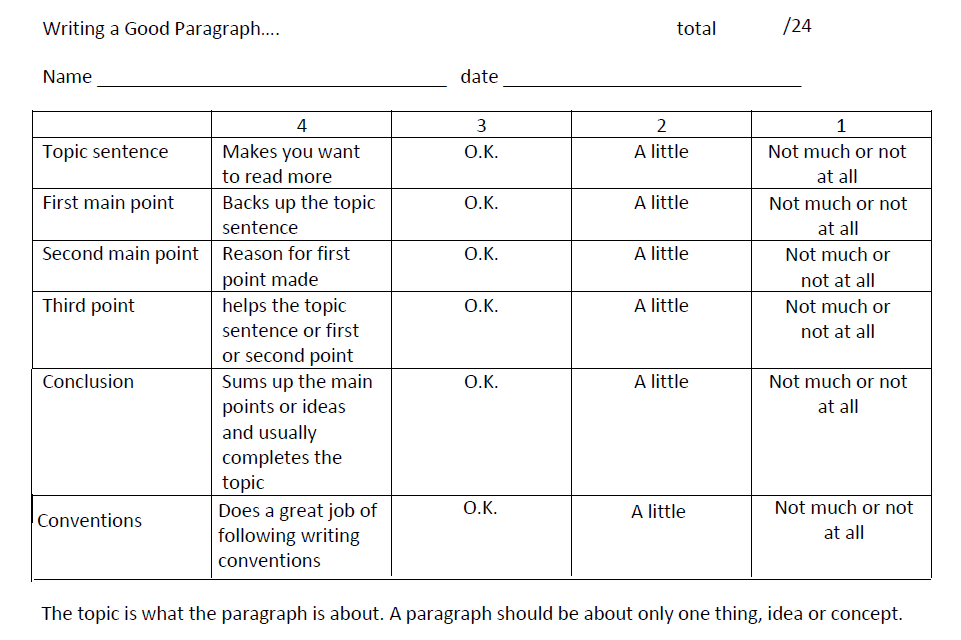 Writing a Good Paragraph.... total /24
Name ______________________ date ______________________
4 3 2 1
Topic sentence Makes you want O.K. A little Not much or not
to read more at all
First main point Backs up the topic O.K. A little Not much or not
sentence at all
Second main point Reason for first O.K. A little Not much or
point made not at all
Third point helps the topic O.K. A little Not much or
sentence or first not at all
or second point
Conclusion Sums up the main O.K. A little Not much or not
points or ideas at all
and usually
completes the
topic
Conventions Does a great job of O.K. A little Not much or not
following writing at all
conventions
The topic is what the paragraph is about. A paragraph should be about only one thing, idea or concept.